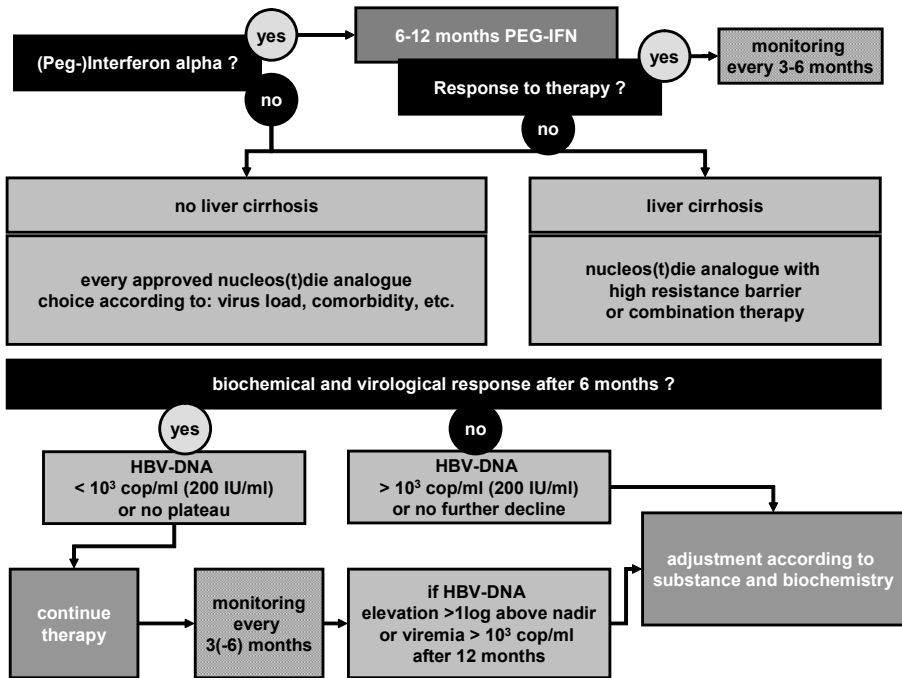 (Peg-)Interferon alpha ?
yes
6-12 months PEG-IFN
Response to therapy ?
yes
monitoring
every 3-6 months
no
no
no liver cirrhosis
every approved nucleos(t)die analogue
choice according to: virus load, comorbidity, etc.
liver cirrhosis
nucleos(t)die analogue with
high resistance barrier
or combination therapy
biochemical and virological response after 6 months ?
yes
no
HBV-DNA
< 10³ cop/ml (200 IU/ml)
or no plateau
HBV-DNA
> 10³ cop/ml (200 IU/ml)
or no further decline
adjustment according to
substance and biochemistry
continue
therapy
monitoring
every
3(-6) months
if HBV-DNA
elevation >1log above nadir
or viremia > 10³ cop/ml
after 12 months